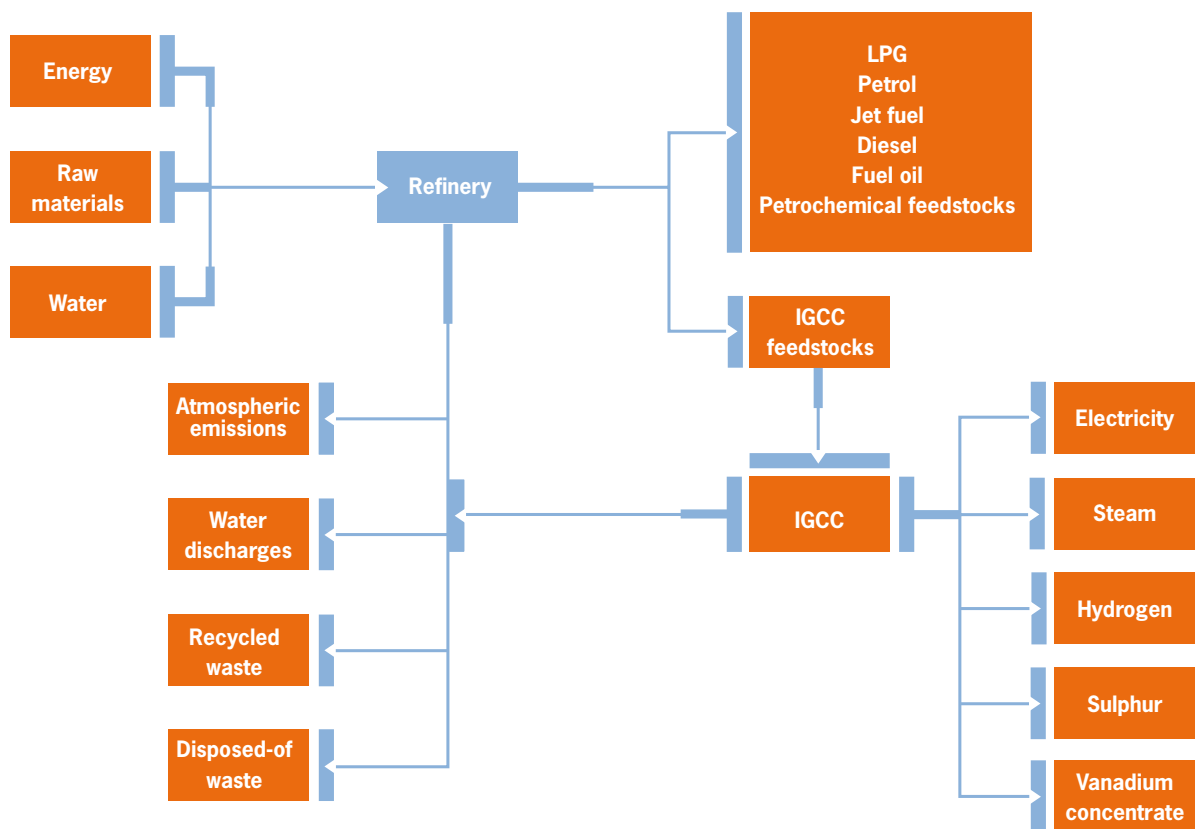 Energy
Raw
materials
Water
Refinery
LPG
Petrol
Jet fuel
Diesel
Fuel oil
Petrochemical feedstocks
IGCC
feedstocks
Atmospheric
emissions
Water
discharges
Recycled
waste
Disposed-of
waste
IGCC
Electricity
Steam
Hydrogen
Sulphur
Vanadium
concentrate